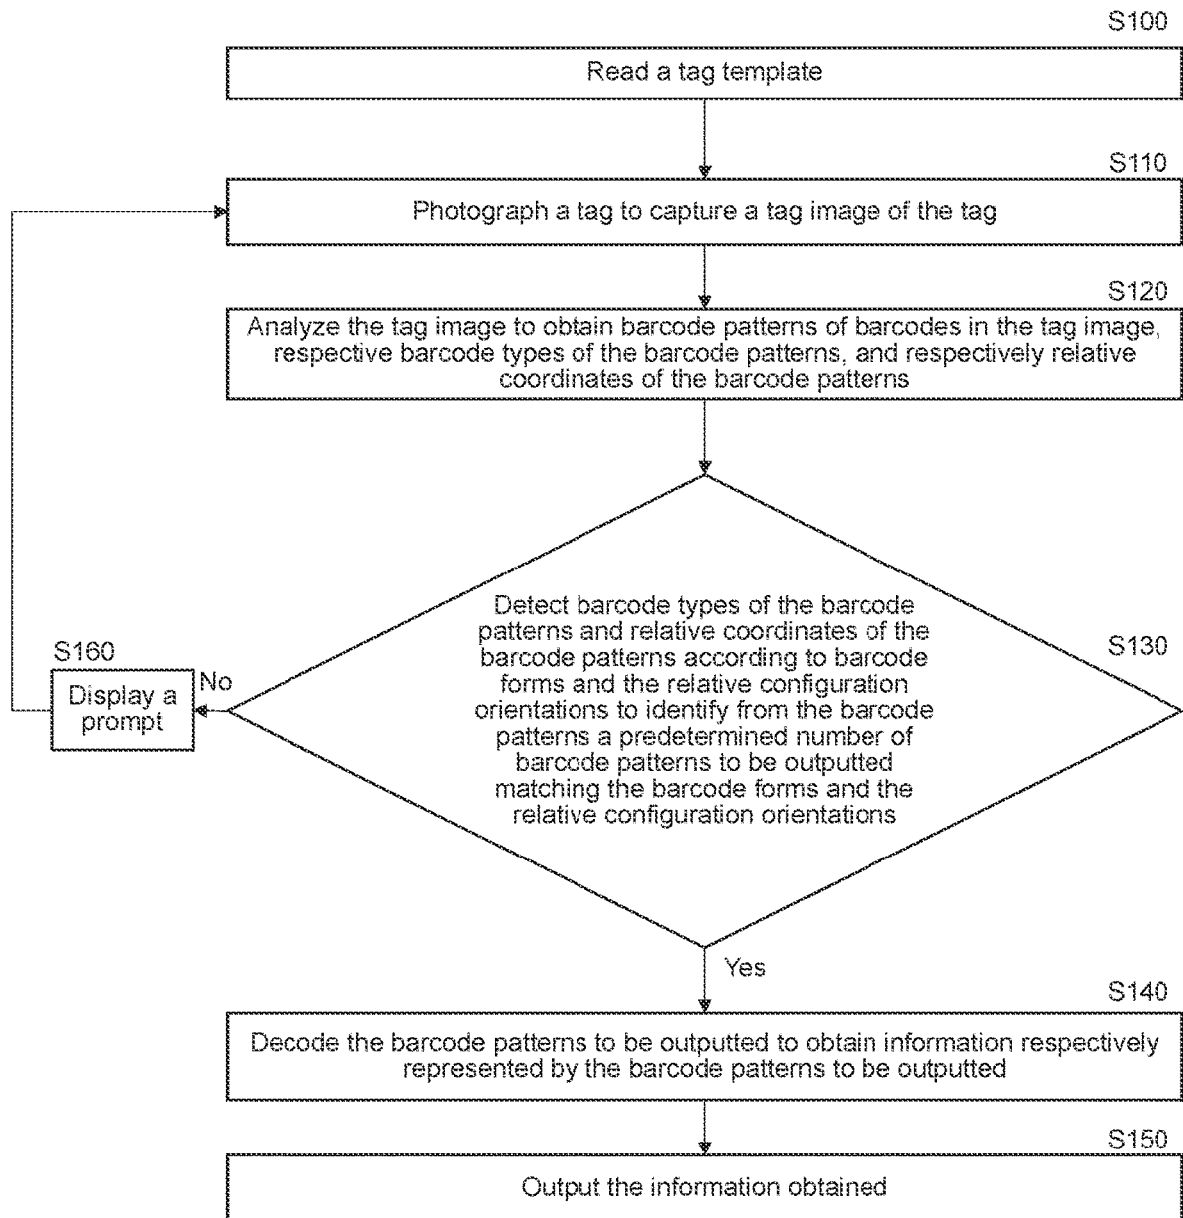 S100
Read a tag template
S110
Photograph a tag to capture a tag image of the tag
S120
Analyze the tag image to obtain barcode patterns of barcodes in the tag image,
respective barcode types of the barcode patterns, and respectively relative
coordinates of the barcode patterns
Detect barcode types of the barcode
patterns and relative coordinates of the
barcode patterns according to barcode
forms and the relative configuration
orientations to identify from the barcode
patterns a predetermined number of
barcode patterns to be outputted
matching the barcode forms and the
relative configuration orientations
S130
S160
No
Display a
prompt
Yes
S140
Decode the barcode patterns to be outputted to obtain information respectively
represented by the barcode patterns to be outputted
S150
Output the information obtained